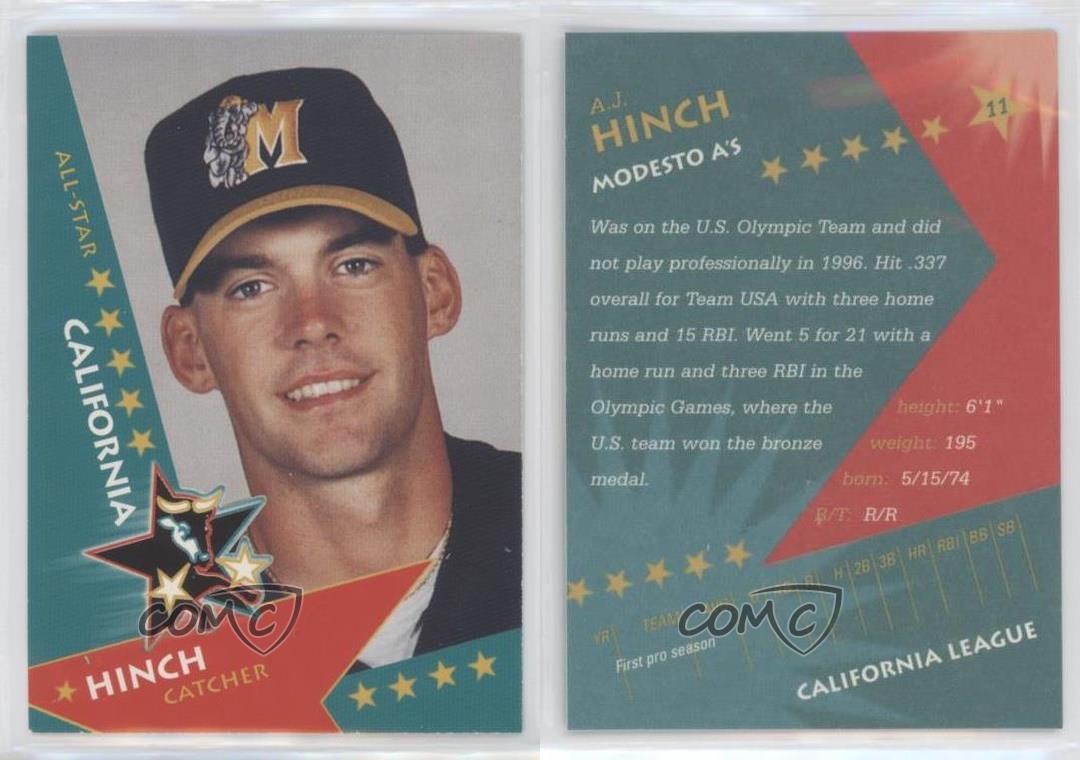 M
ALL-STAR
CALIFORNIA
HINCH
CATCHER
COMC
A.J.
HINCH
MODESTO A'S
11
Was on the U.S. Olympic Team and did
not play professionally in 1996. Hit .337
overall for Team USA with three home
runs and 15 RBI. Went 5 for 21 with a
home run and three RBI in the
Olympic Games, where the
U.S. team won the bronze
medal.
height: 6'1"
weight: 195
born: 5/15/74
B/T: R/R
YR TEAM H 2B 3B HR RBI BB SB
First pro season
COMC
CALIFORNIA LEAGUE